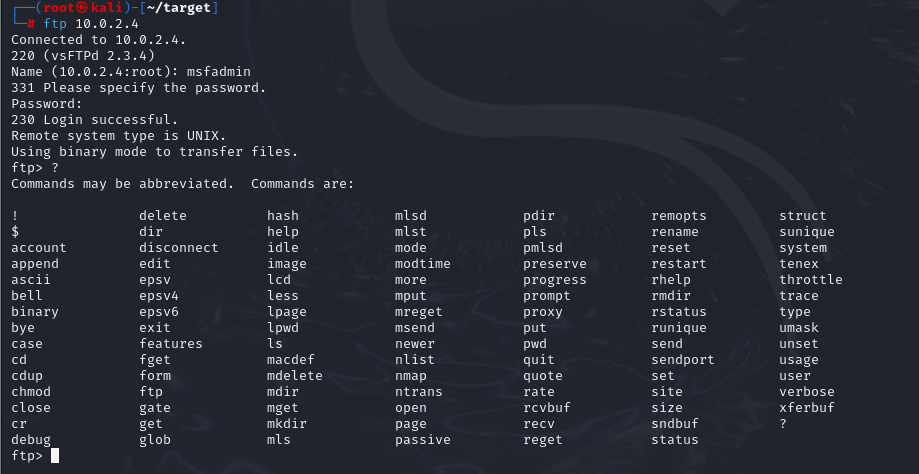 ┌──(root㉿kali)-[~/target]
└─# ftp 10.0.2.4
Connected to 10.0.2.4.
220 (vsFTPd 2.3.4)
Name (10.0.2.4:root): msfadmin
331 Please specify the password.
Password:
230 Login successful.
Remote system type is UNIX.
Using binary mode to transfer files.
ftp> ?
Commands may be abbreviated.  Commands are:

!               delete          hash            mlsd            pdir            remopts         struct
$               dir             help            mlst            pls             rename          sunique
account         disconnect      idle            mode            pmlsd           reset           system
append          edit            image           modtime         preserve        restart         tenex
ascii           epsv            lcd             more            progress        rhelp           throttle
bell            epsv4           less            mput            prompt          rmdir           trace
binary          epsv6           lpage           mreget          proxy           rstatus         type
bye             exit            lpwd            msend           put             runique         umask
case            features        ls              newer           pwd             send            unset
cd              fget            macdef          nlist           quit            sendport        usage
cdup            form            mdelete         nmap            quote           set             user
chmod           ftp             mdir            ntrans          rate            site            verbose
close           gate            mget            open            rcvbuf          size            xferbuf
cr              get             mkdir           page            recv            sndbuf          ?
debug           glob            mls             passive         reget           status
ftp>